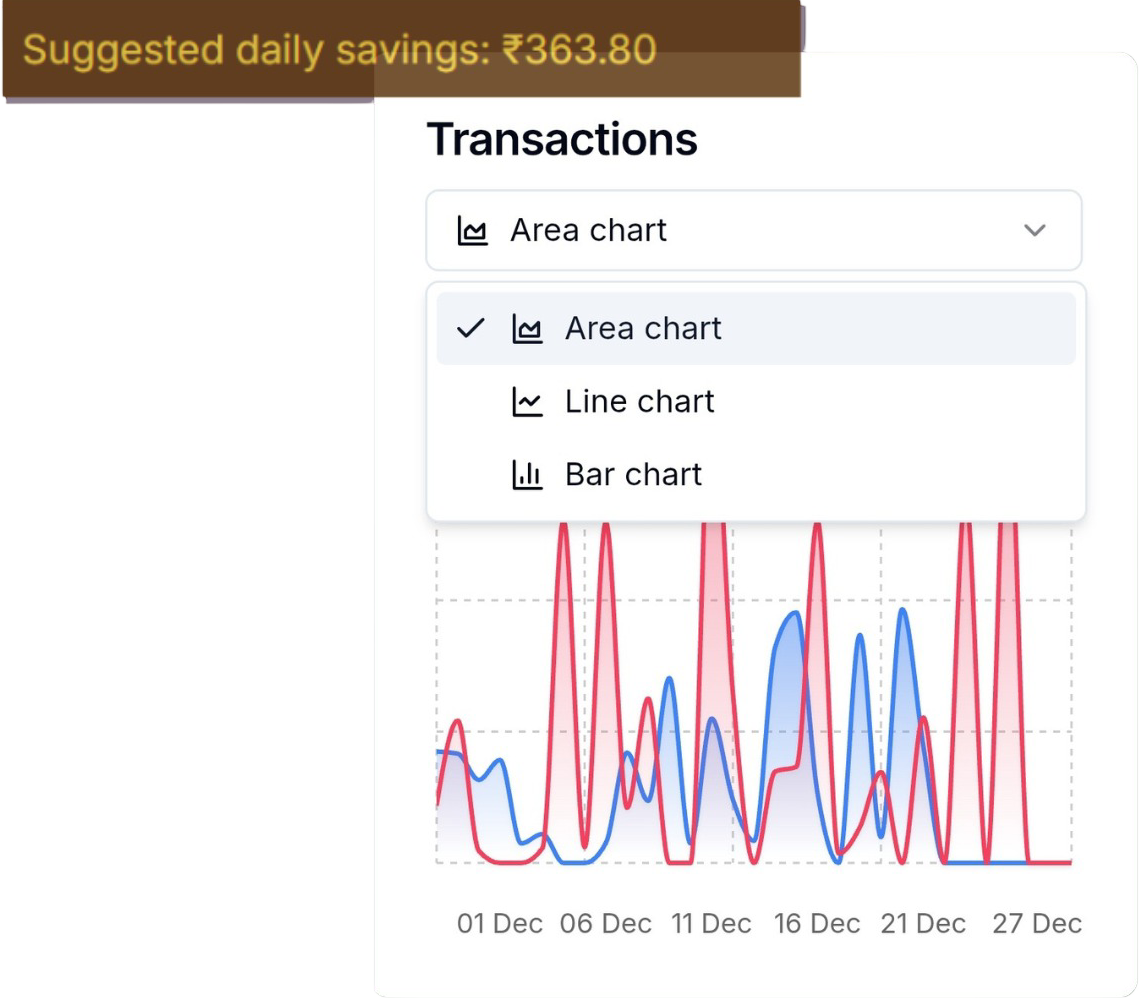 Suggested daily savings: ₹363.80
Transactions
Area chart
Area chart
Line chart
Bar chart
01 Dec 06 Dec 11 Dec 16 Dec 21 Dec 27 Dec